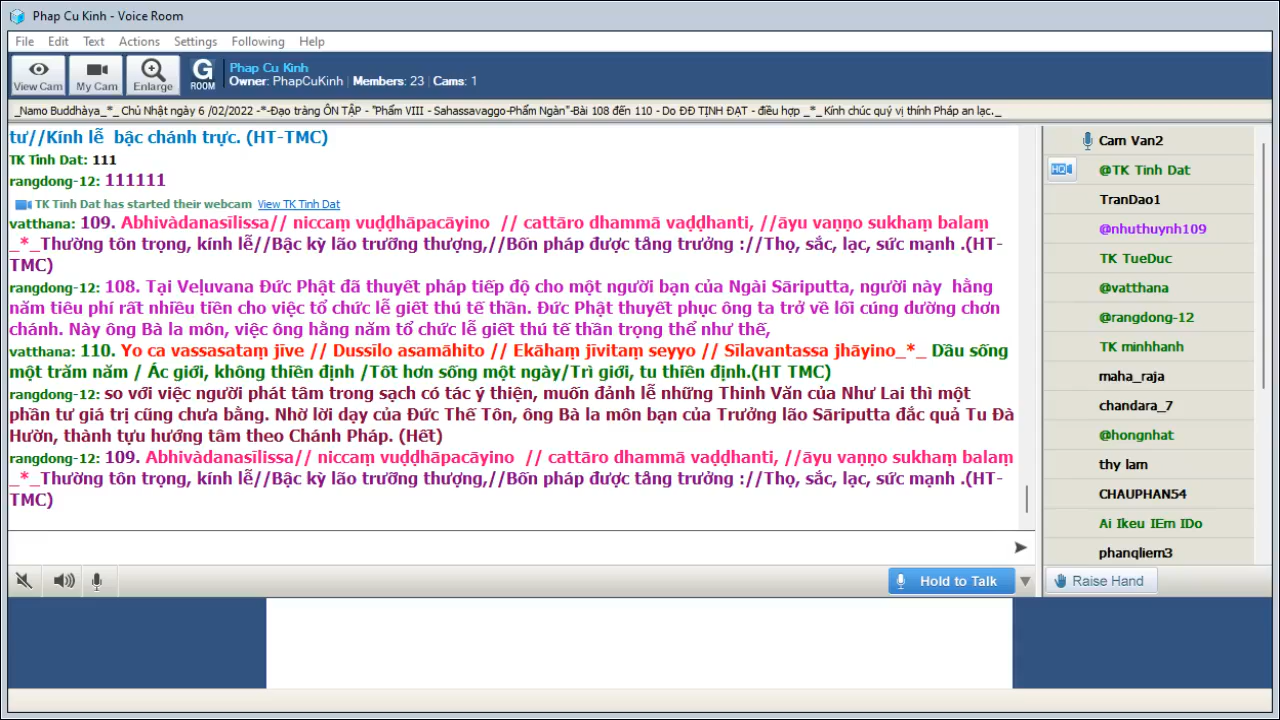 Phap Cu Kinh - Voice Room
File Edit Text Actions Settings Following Help
View Cam My Cam Enlarge G ROOM
Phap Cu Kinh
Owner: PhapCuKinh Members: 23 Cams: 1
_Namo Buddhàya_*_ Chủ Nhật ngày 6 /02/2022 -*-Đạo tràng ÔN TẬP - "Phẩm VIII - Sahassavaggo-Phẩm Ngàn"-Bài 108 đến 110 - Do ĐĐ TỊNH ĐẠT - điều hợp _*_Kính chúc quý vị thính Pháp an lạc._
tư//Kính lễ bậc chánh trực. (HT-TMC)
TK Tinh Dat: 111
rangdong-12: 111111
TK Tinh Dat has started their webcam View TK Tinh Dat
vatthana: 109. Abhivàdanasīlissa// niccaṃ vuḍḍhāpacāyino // cattāro dhammā vaḍḍhanti, //āyu vaṇṇo sukhaṃ balaṃ
_*_Thường tôn trọng, kính lễ//Bậc kỳ lão trưỡng thượng,//Bốn pháp được tăng trưởng ://Thọ, sắc, lạc, sức mạnh .(HT-
TMC)
rangdong-12: 108. Tại Veḷuvana Đức Phật đã thuyết pháp tiếp độ cho một người bạn của Ngài Sāriputta, người này hằng
năm tiêu phí rất nhiều tiền cho việc tổ chức lễ giết thú tế thần. Đức Phật thuyết phục ông ta trở về lối cúng dường chơn
chánh. Này ông Bà la môn, việc ông hằng năm tổ chức lễ giết thú tế thần trọng thể như thế,
vatthana: 110. Yo ca vassasataṃ jīve // Dussīlo asamāhito // Ekāhaṃ jīvitaṃ seyyo // Sīlavantassa jhāyino_*_ Dầu sống
một trăm năm / Ác giới, không thiền định /Tốt hơn sống một ngày/Trì giới, tu thiền định.(HT TMC)
rangdong-12: so với việc người phát tâm trong sạch có tác ý thiện, muốn đảnh lễ những Thinh Văn của Như Lai thì một
phần tư giá trị cũng chưa bằng. Nhờ lời dạy của Đức Thế Tôn, ông Bà la môn bạn của Trưởng lão Sāriputta đắc quả Tu Đà
Hườn, thành tựu hướng tâm theo Chánh Pháp. (Hết)
rangdong-12: 109. Abhivàdanasīlissa// niccaṃ vuḍḍhāpacāyino // cattāro dhammā vaḍḍhanti, //āyu vaṇṇo sukhaṃ balaṃ
_*_Thường tôn trọng, kính lễ//Bậc kỳ lão trưỡng thượng,//Bốn pháp được tăng trưởng ://Thọ, sắc, lạc, sức mạnh .(HT-
TMC)
Hold to Talk
Cam Van2
HQ
@TK Tinh Dat
TranDao1
@nhuthuynh109
TK TueDuc
@vatthana
@rangdong-12
TK minhhanh
maha_raja
chandara_7
@hongnhat
thy lam
CHAUPHAN54
Ai Ikeu IEm IDo
phanqliem3
Raise Hand